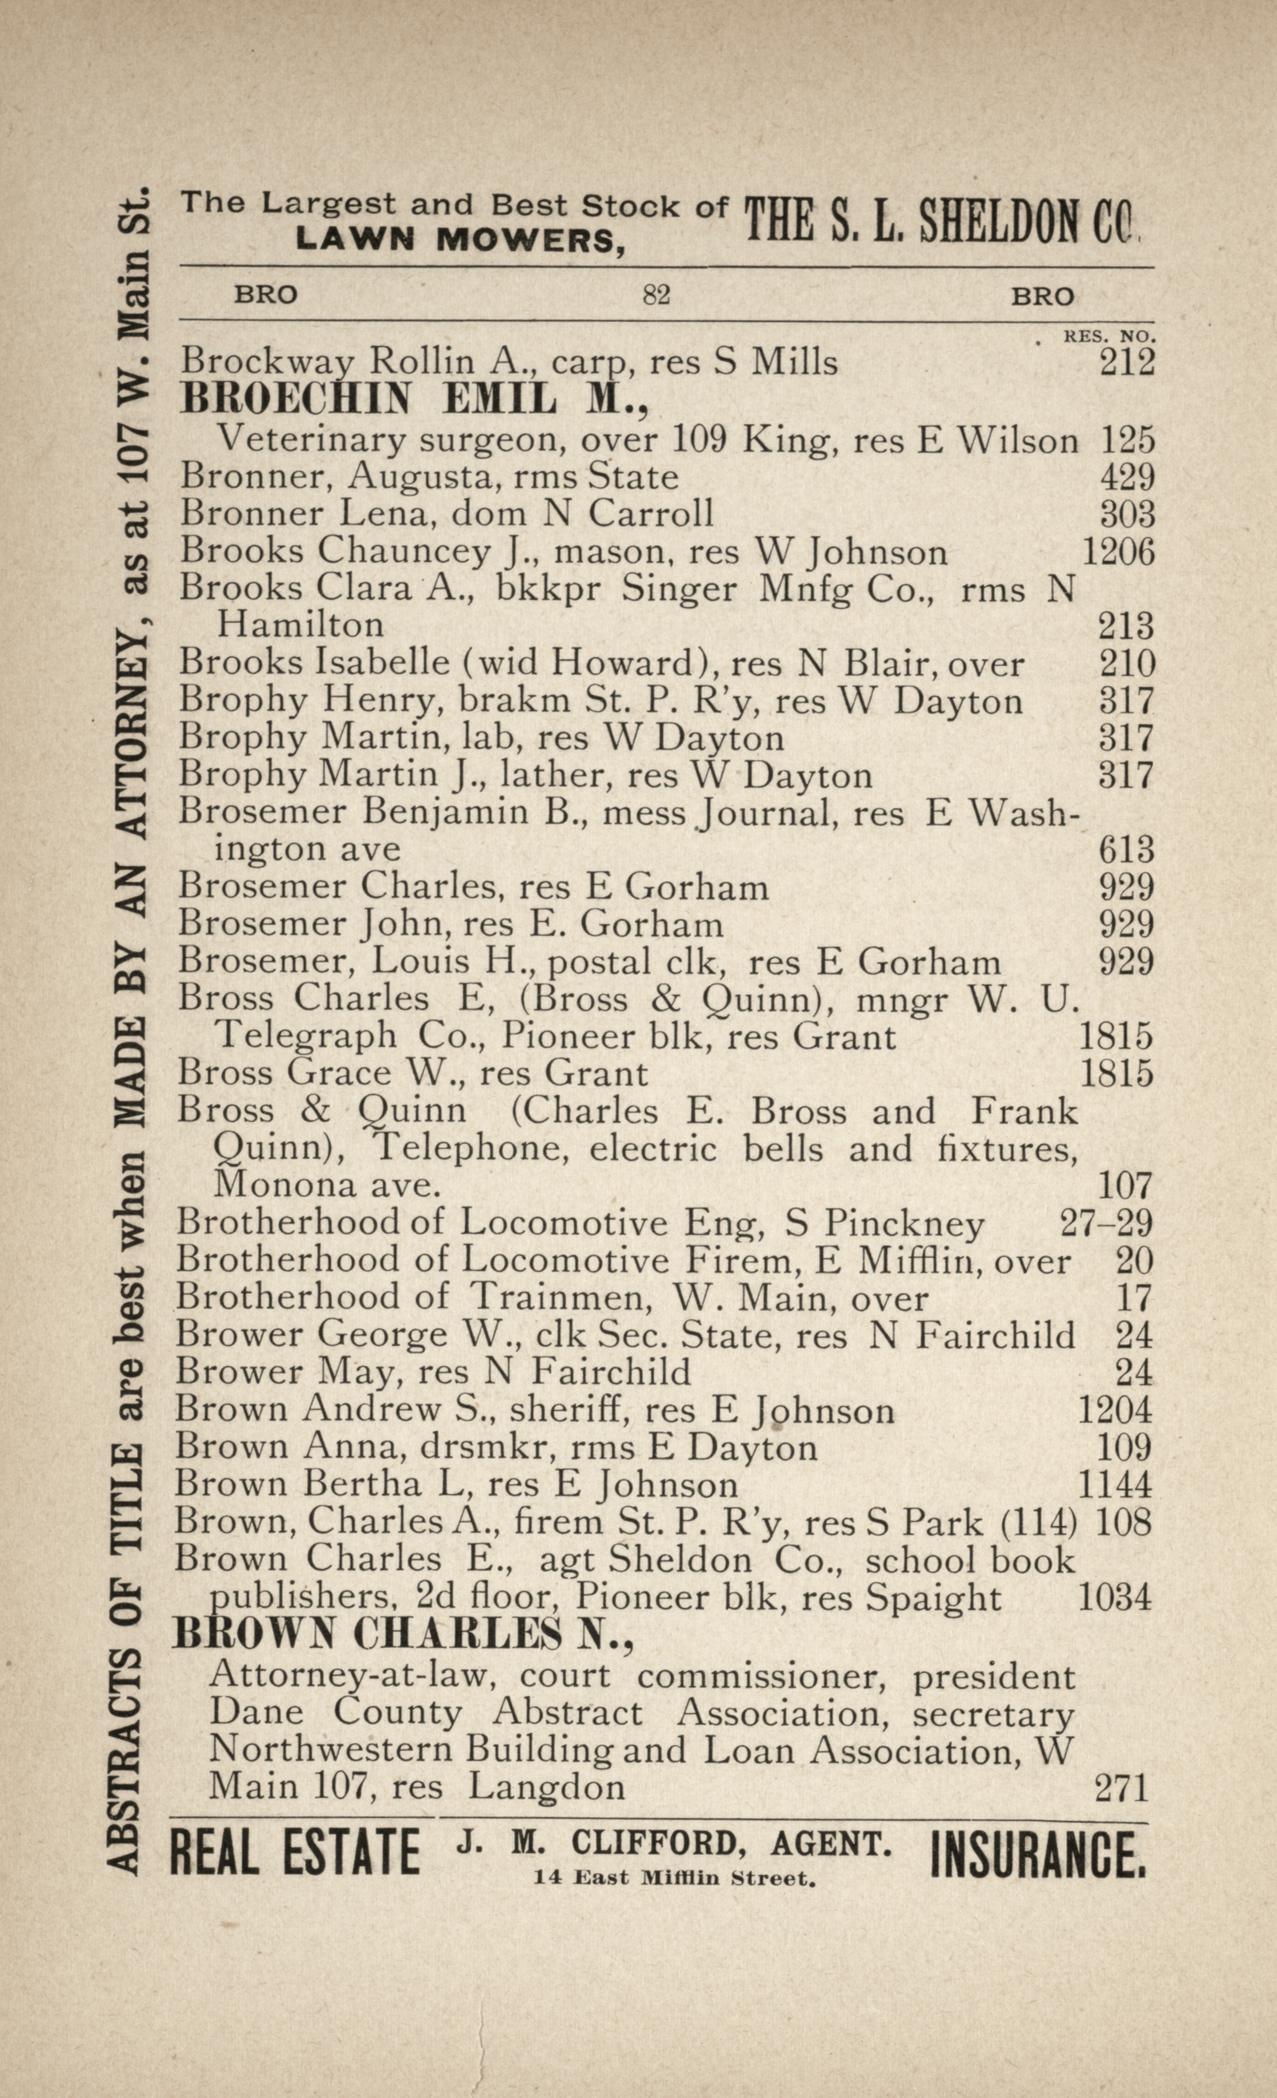 The Largest and Best Stock of
LAWN MOWERS,
THE S. L. SHELDON CO.
BRO 82 BRO
RES. NO.
Brockway Rollin A., carp, res S Mills 212
BROECHIN EMIL M.,
Veterinary surgeon, over 109 King, res E Wilson 125
Bronner, Augusta, rms State 429
Bronner Lena, dom N Carroll 303
Brooks Chauncey J., mason, res W Johnson 1206
Brooks Clara A., bkkpr Singer Mnfg Co., rms N
Hamilton 213
Brooks Isabelle (wid Howard), res N Blair, over 210
Brophy Henry, brakm St. P. R'y, res W Dayton 317
Brophy Martin, lab, res W Dayton 317
Brophy Martin J., lather, res W Dayton 317
Brosemer Benjamin B., mess Journal, res E Wash-
ington ave 613
Brosemer Charles, res E Gorham 929
Brosemer John, res E. Gorham 929
Brosemer, Louis H., postal clk, res E Gorham 929
Bross Charles E, (Bross & Quinn), mngr W. U.
Telegraph Co., Pioneer blk, res Grant 1815
Bross Grace W., res Grant 1815
Bross & Quinn (Charles E. Bross and Frank
Quinn), Telephone, electric bells and fixtures,
Monona ave. 107
Brotherhood of Locomotive Eng, S Pinckney 27–29
Brotherhood of Locomotive Firem, E Mifflin, over 20
Brotherhood of Trainmen, W. Main, over 17
Brower George W., clk Sec. State, res N Fairchild 24
Brower May, res N Fairchild 24
Brown Andrew S., sheriff, res E Johnson 1204
Brown Anna, drsmkr, rms E Dayton 109
Brown Bertha L, res E Johnson 1144
Brown, Charles A., firem St. P. R'y, res S Park (114) 108
Brown Charles E., agt Sheldon Co., school book
publishers, 2d floor, Pioneer blk, res Spaight 1034
BROWN CHARLES N.,
Attorney-at-law, court commissioner, president
Dane County Abstract Association, secretary
Northwestern Building and Loan Association, W
Main 107, res Langdon 271
REAL ESTATE J. M. CLIFFORD, AGENT. INSURANCE.
14 East Mifflin Street.
ABSTRACTS OF TITLE are best when MADE BY AN ATTORNEY, as at 107 W. Main St.